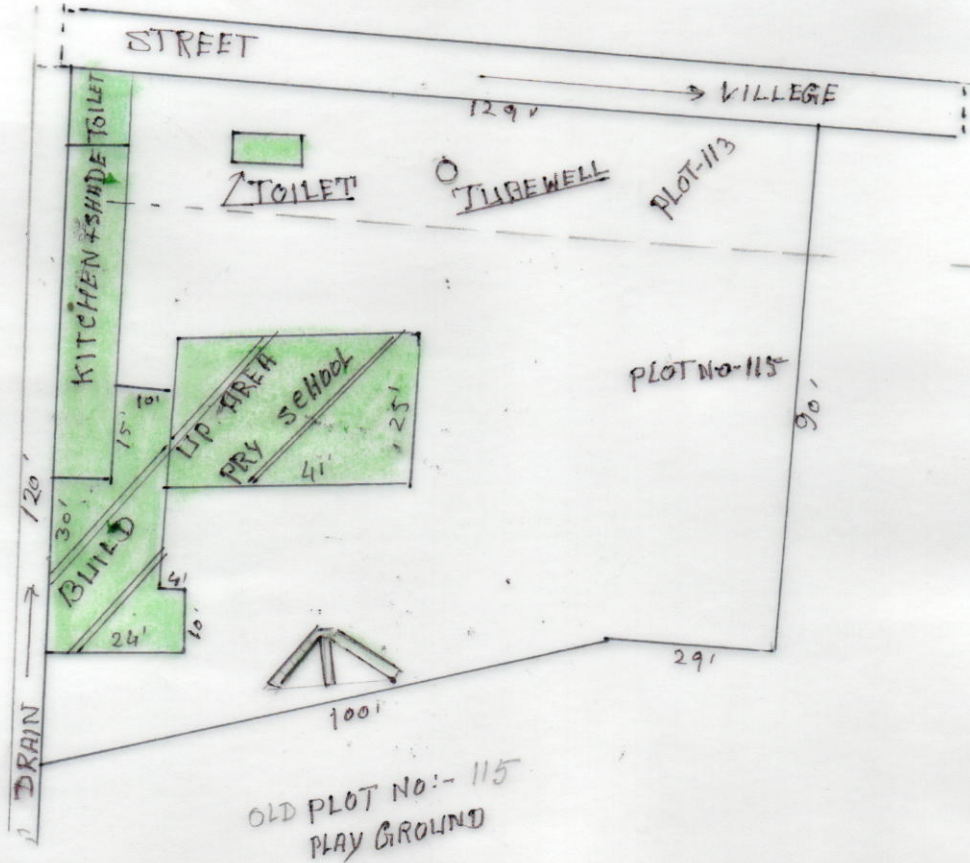 STREET
VILLEGE
129'
TOILET
KITCHEN & SHADE
TOILET
TUBEWELL
PLOT-113
PLOT NO-115
90'
10'
15'
UP AREA
PRY SCHOOL
25'
41'
120'
30'
BUILD
4'
10'
24'
29'
100'
DRAIN
OLD PLOT NO:- 115
PLAY GROUND